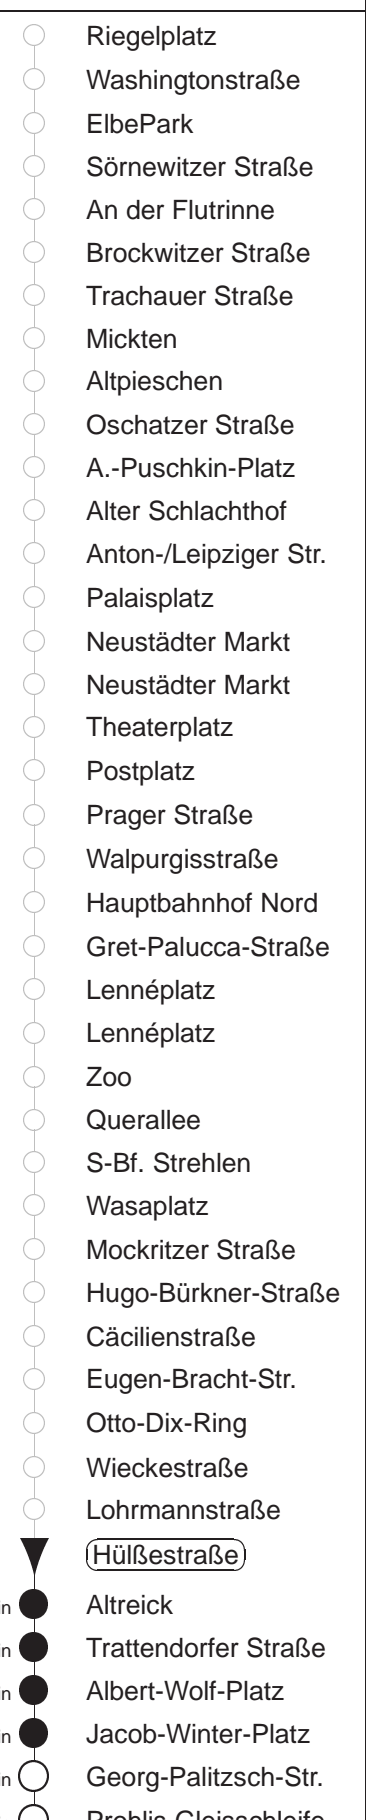 Riegelplatz
Washingtonstraße
ElbePark
Sörnewitzer Straße
An der Flutrinne
Brockwitzer Straße
Trachauer Straße
Mickten
Altpieschen
Oschatzer Straße
A.-Puschkin-Platz
Alter Schlachthof
Anton-/Leipziger Str.
Palaisplatz
Neustädter Markt
Neustädter Markt
Theaterplatz
Postplatz
Prager Straße
Walpurgisstraße
Hauptbahnhof Nord
Gret-Palucca-Straße
Lennéplatz
Lennéplatz
Zoo
Querallee
S-Bf. Strehlen
Wasaplatz
Mockritzer Straße
Hugo-Bürkner-Straße
Cäcilienstraße
Eugen-Bracht-Str.
Otto-Dix-Ring
Wieckestraße
Lohrmannstraße
Hülßestraße
Altreick
Trattendorfer Straße
Albert-Wolf-Platz
Jacob-Winter-Platz
Georg-Palitzsch-Str.